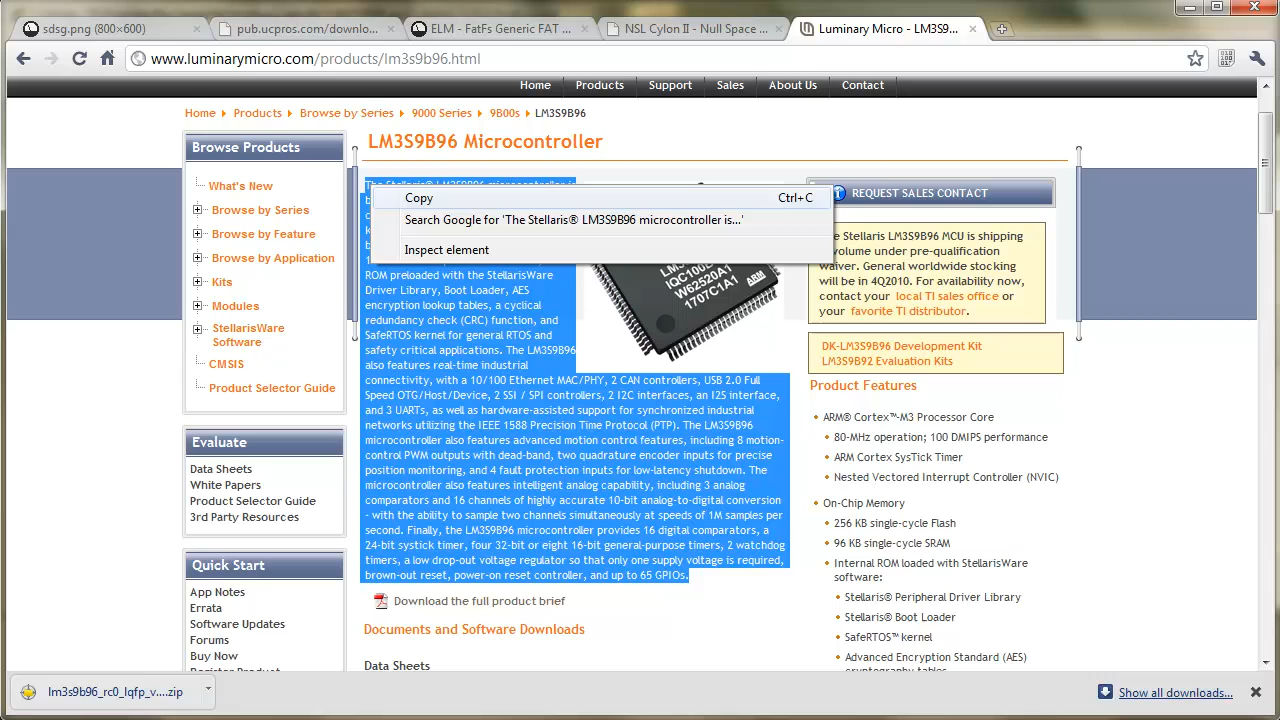 sdsg.png (800×600)
pub.ucpros.com/downlo...
ELM - FatFs Generic FAT ...
NSL Cylon II - Null Space ...
Luminary Micro - LM3S9...
www.luminarymicro.com/products/lm3s9b96.html
Home Products Support Sales About Us Contact
Home Products Browse by Series 9000 Series 9B00s LM3S9B96
Browse Products
What's New
Browse by Series
Browse by Feature
Browse by Application
Kits
Modules
StellarisWare
Software
CMSIS
Product Selector Guide
Evaluate
Data Sheets
White Papers
Product Selector Guide
3rd Party Resources
Quick Start
App Notes
Errata
Software Updates
Forums
Buy Now
Register Product
LM3S9B96 Microcontroller
The Stellaris® LM3S9B96 microcontroller is
Copy Ctrl+C
Search Google for 'The Stellaris® LM3S9B96 microcontroller is...'
Inspect element
ROM preloaded with the StellarisWare
Driver Library, Boot Loader, AES
encryption lookup tables, a cyclical
redundancy check (CRC) function, and
SafeRTOS kernel for general RTOS and
safety critical applications. The LM3S9B96
also features real-time industrial
connectivity, with a 10/100 Ethernet MAC/PHY, 2 CAN controllers, USB 2.0 Full
Speed OTG/Host/Device, 2 SSI / SPI controllers, 2 I2C interfaces, an I2S interface,
and 3 UARTs, as well as hardware-assisted support for synchronized industrial
networks utilizing the IEEE 1588 Precision Time Protocol (PTP). The LM3S9B96
microcontroller also features advanced motion control features, including 8 motion-
control PWM outputs with dead-band, two quadrature encoder inputs for precise
position monitoring, and 4 fault protection inputs for low-latency shutdown. The
microcontroller also features intelligent analog capability, including 3 analog
comparators and 16 channels of highly accurate 10-bit analog-to-digital conversion
- with the ability to sample two channels simultaneously at speeds of 1M samples per
second. Finally, the LM3S9B96 microcontroller provides 16 digital comparators, a
24-bit systick timer, four 32-bit or eight 16-bit general-purpose timers, 2 watchdog
timers, a low drop-out voltage regulator so that only one supply voltage is required,
brown-out reset, power-on reset controller, and up to 65 GPIOs.
IQC100
W62520A1
1707C1A1
ARM
Download the full product brief
Documents and Software Downloads
Data Sheets
REQUEST SALES CONTACT
Stellaris LM3S9B96 MCU is shipping
volume under pre-qualification
waiver. General worldwide stocking
will be in 4Q2010. For availability now,
contact your local TI sales office or
your favorite TI distributor.
DK-LM3S9B96 Development Kit
LM3S9B92 Evaluation Kits
Product Features
ARM® Cortex™-M3 Processor Core
80-MHz operation; 100 DMIPS performance
ARM Cortex SysTick Timer
Nested Vectored Interrupt Controller (NVIC)
On-Chip Memory
256 KB single-cycle Flash
96 KB single-cycle SRAM
Internal ROM loaded with StellarisWare
software:
Stellaris® Peripheral Driver Library
Stellaris® Boot Loader
SafeRTOS™ kernel
Advanced Encryption Standard (AES)
cryptography tables
lm3s9b96_rc0_lqfp_v....zip
Show all downloads...